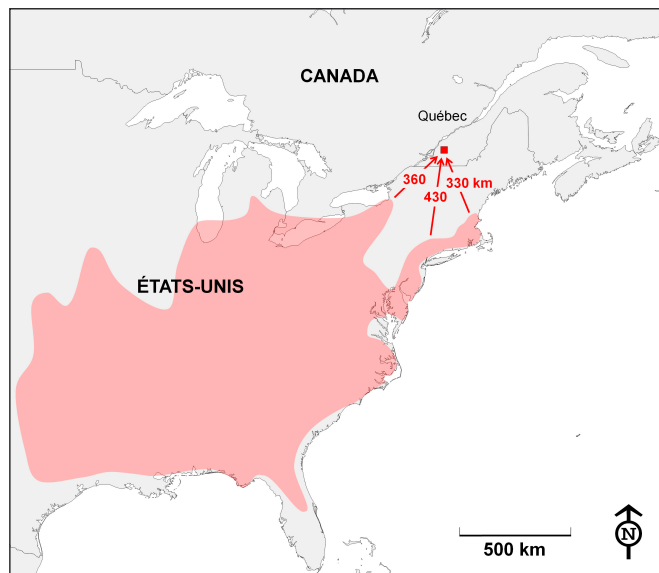 CANADA
Québec
360
330 km
430
ÉTATS-UNIS
N
500 km